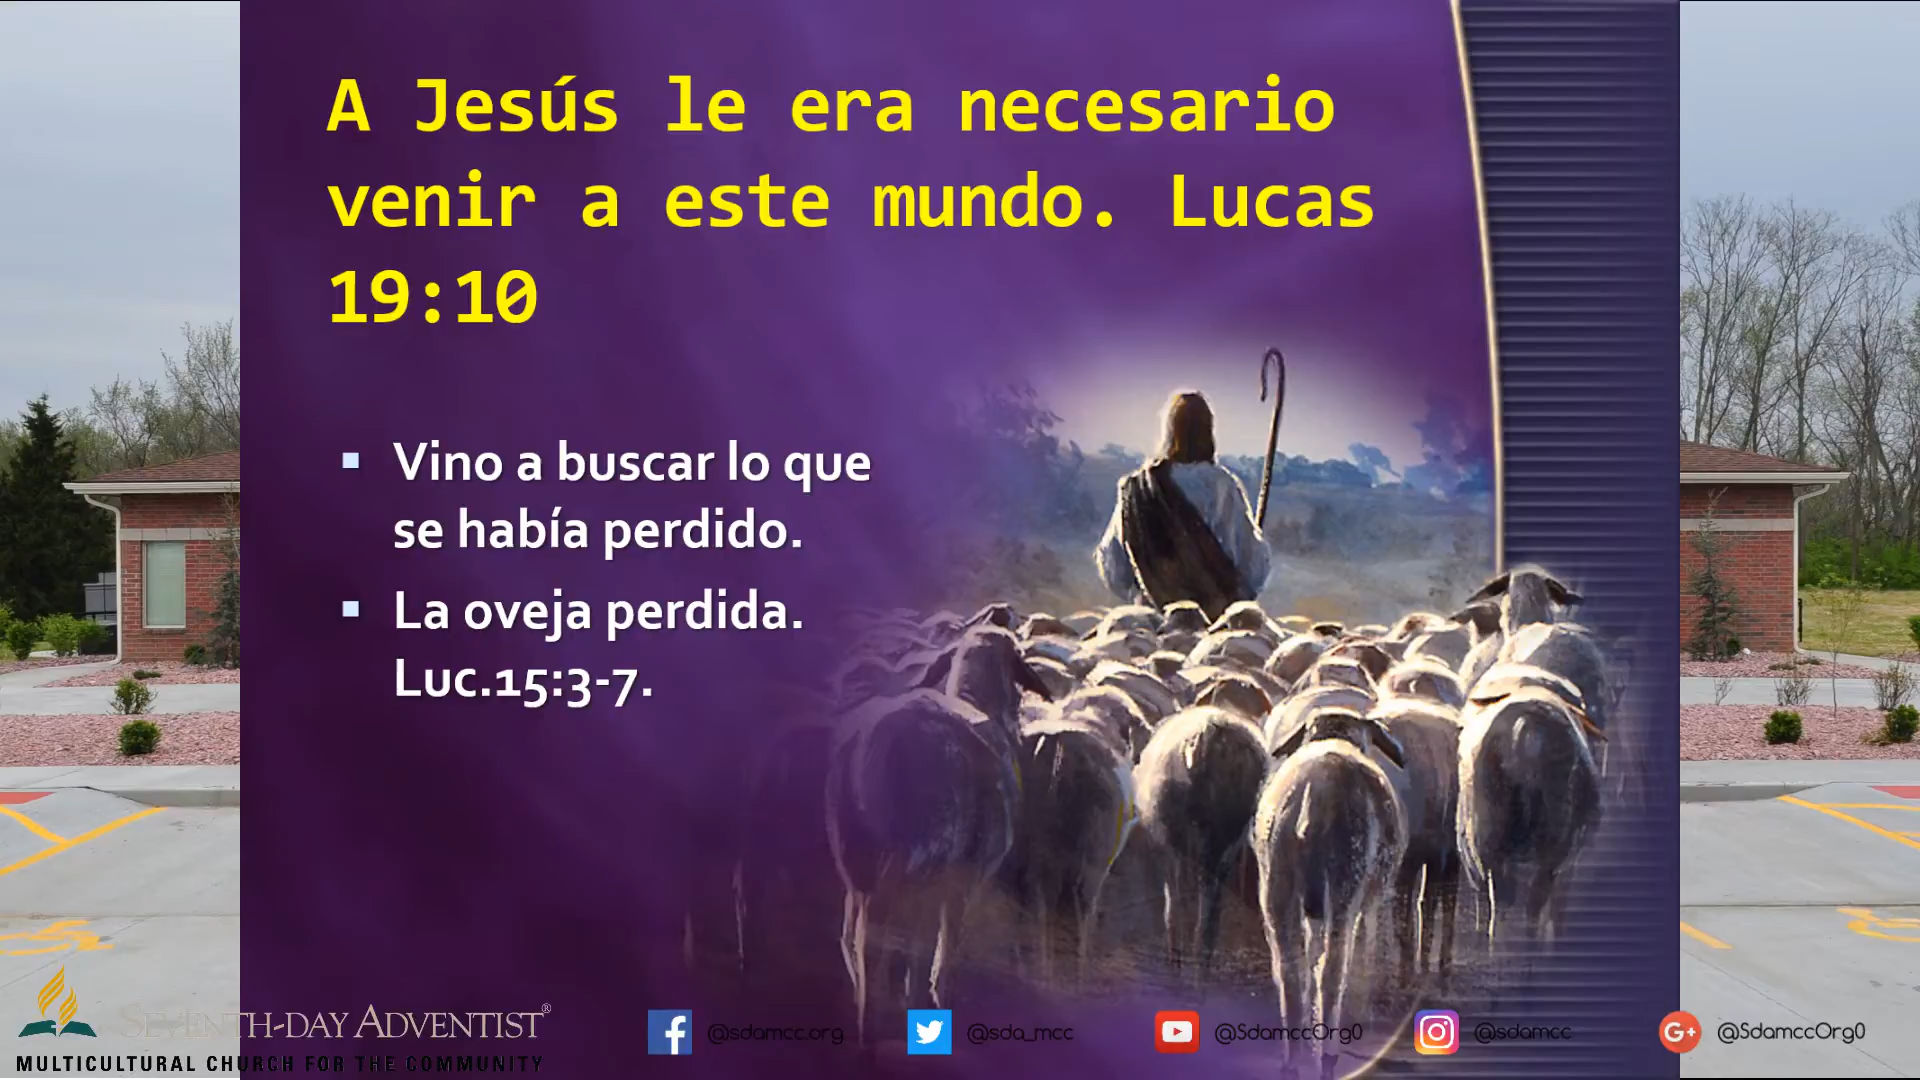 A Jesús le era necesario
venir a este mundo. Lucas
19:10
Vino a buscar lo que
se había perdido.
La oveja perdida.
Luc.15:3-7.
SEVENTH-DAY ADVENTIST®
MULTICULTURAL CHURCH FOR THE COMMUNITY
@sdamcc.org
@sda_mcc
@SdamccOrg0
@sdamcc
@SdamccOrg0